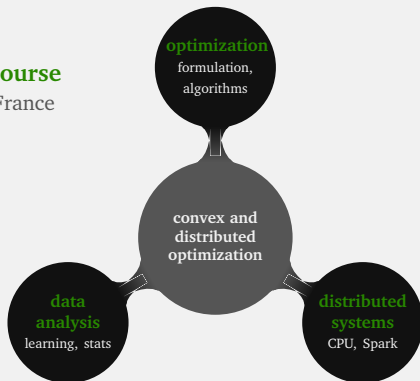 optimization
formulation,
algorithms
ourse
France
convex and
distributed
optimization
data
analysis
learning, stats
distributed
systems
CPU, Spark